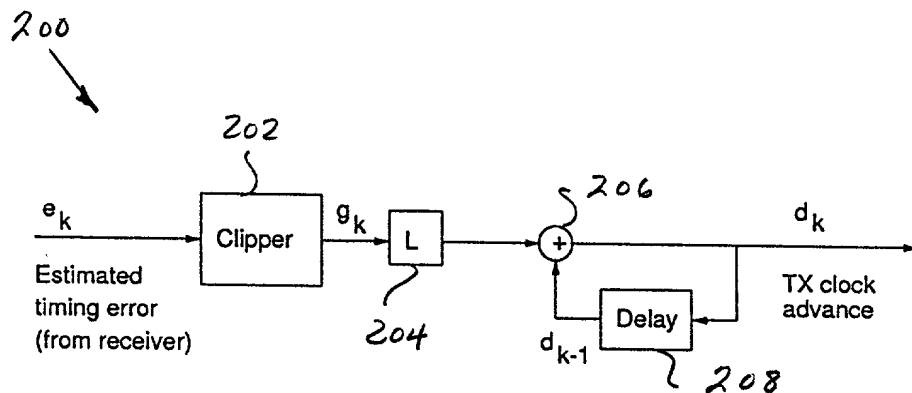 200
202
206
e_k
Clipper
g_k
L
+
d_k
Estimated
timing error
(from receiver)
204
Delay
TX clock
advance
d_{k-1}
208